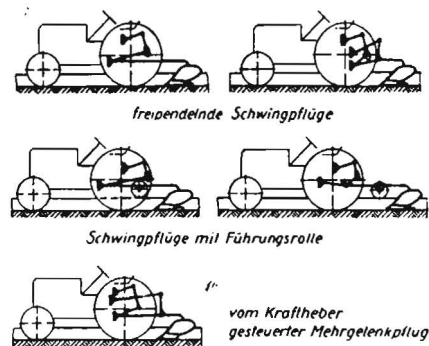 freipendelnde Schwingpflüge
Schwingpflüge mit Führungsrolle
vom Kraftheber
gesteuerter Mehrgelenkpflug